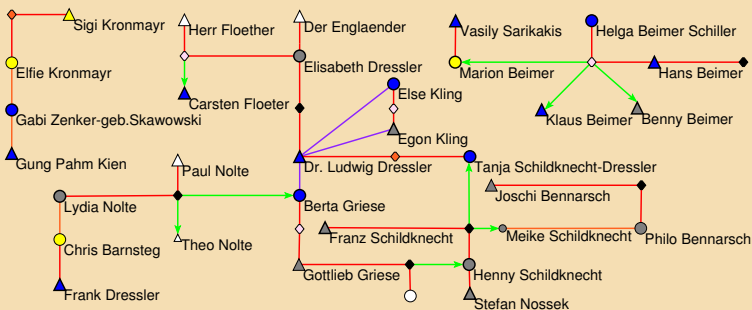 Sigi Kronmayr
Herr Floether
Der Englaender
Vasily Sarikakis
Helga Beimer Schiller
Elfie Kronmayr
Elisabeth Dressler
Marion Beimer
Hans Beimer
Carsten Floeter
Else Kling
Gabi Zenker-geb.Skawowski
Klaus Beimer
Benny Beimer
Egon Kling
Gung Pahm Kien
Paul Nolte
Dr. Ludwig Dressler
Tanja Schildknecht-Dressler
Joschi Bennarsch
Lydia Nolte
Berta Griese
Chris Barnsteg
Theo Nolte
Franz Schildknecht
Meike Schildknecht
Philo Bennarsch
Gottlieb Griese
Henny Schildknecht
Frank Dressler
Stefan Nossek